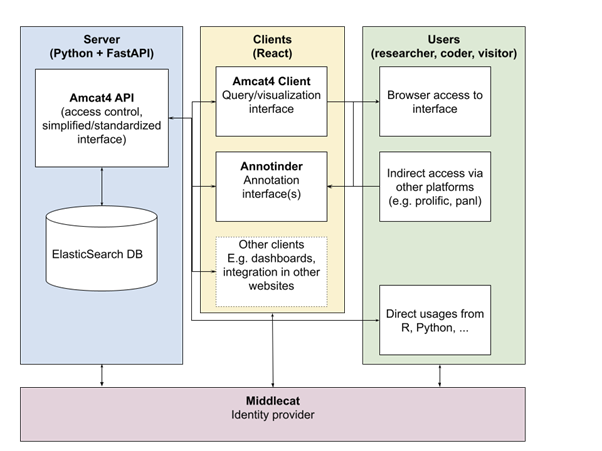 Server
(Python + FastAPI)
Amcat4 API
(access control,
simplified/standardized
interface)
ElasticSearch DB
Clients
(React)
Amcat4 Client
Query/visualization
interface
Annotinder
Annotation
interface(s)
Other clients
E.g. dashboards,
integration in other
websites
Users
(researcher, coder, visitor)
Browser access to
interface
Indirect access via
other platforms
(e.g. prolific, panl)
Direct usages from
R, Python, ...
Middlecat
Identity provider